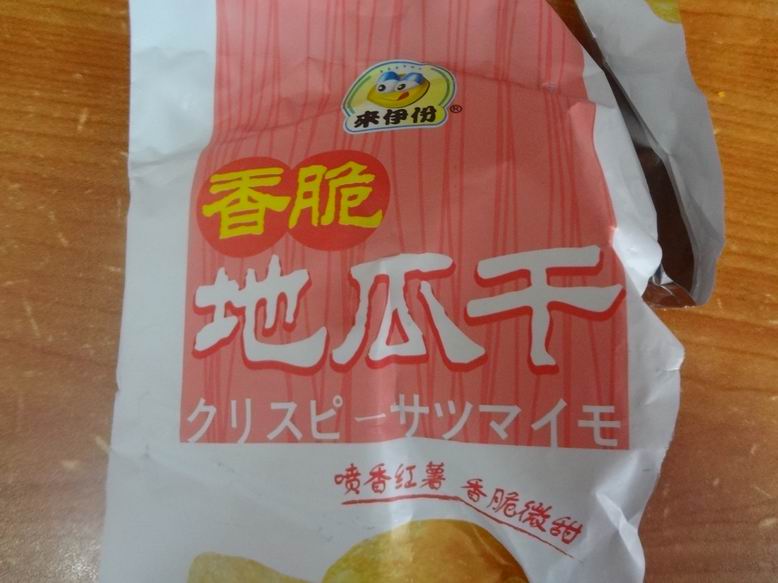 來伊份®
香脆
地瓜干
クリスピーサツマイモ
喷香红薯 香脆微甜